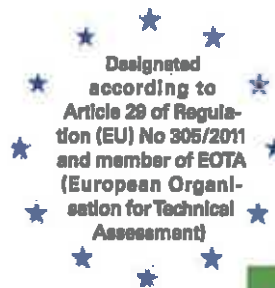 Designated
according to
Article 29 of Regula-
tion (EU) No 305/2011
and member of EOTA
(European Organi-
sation for Technical
Assessment)